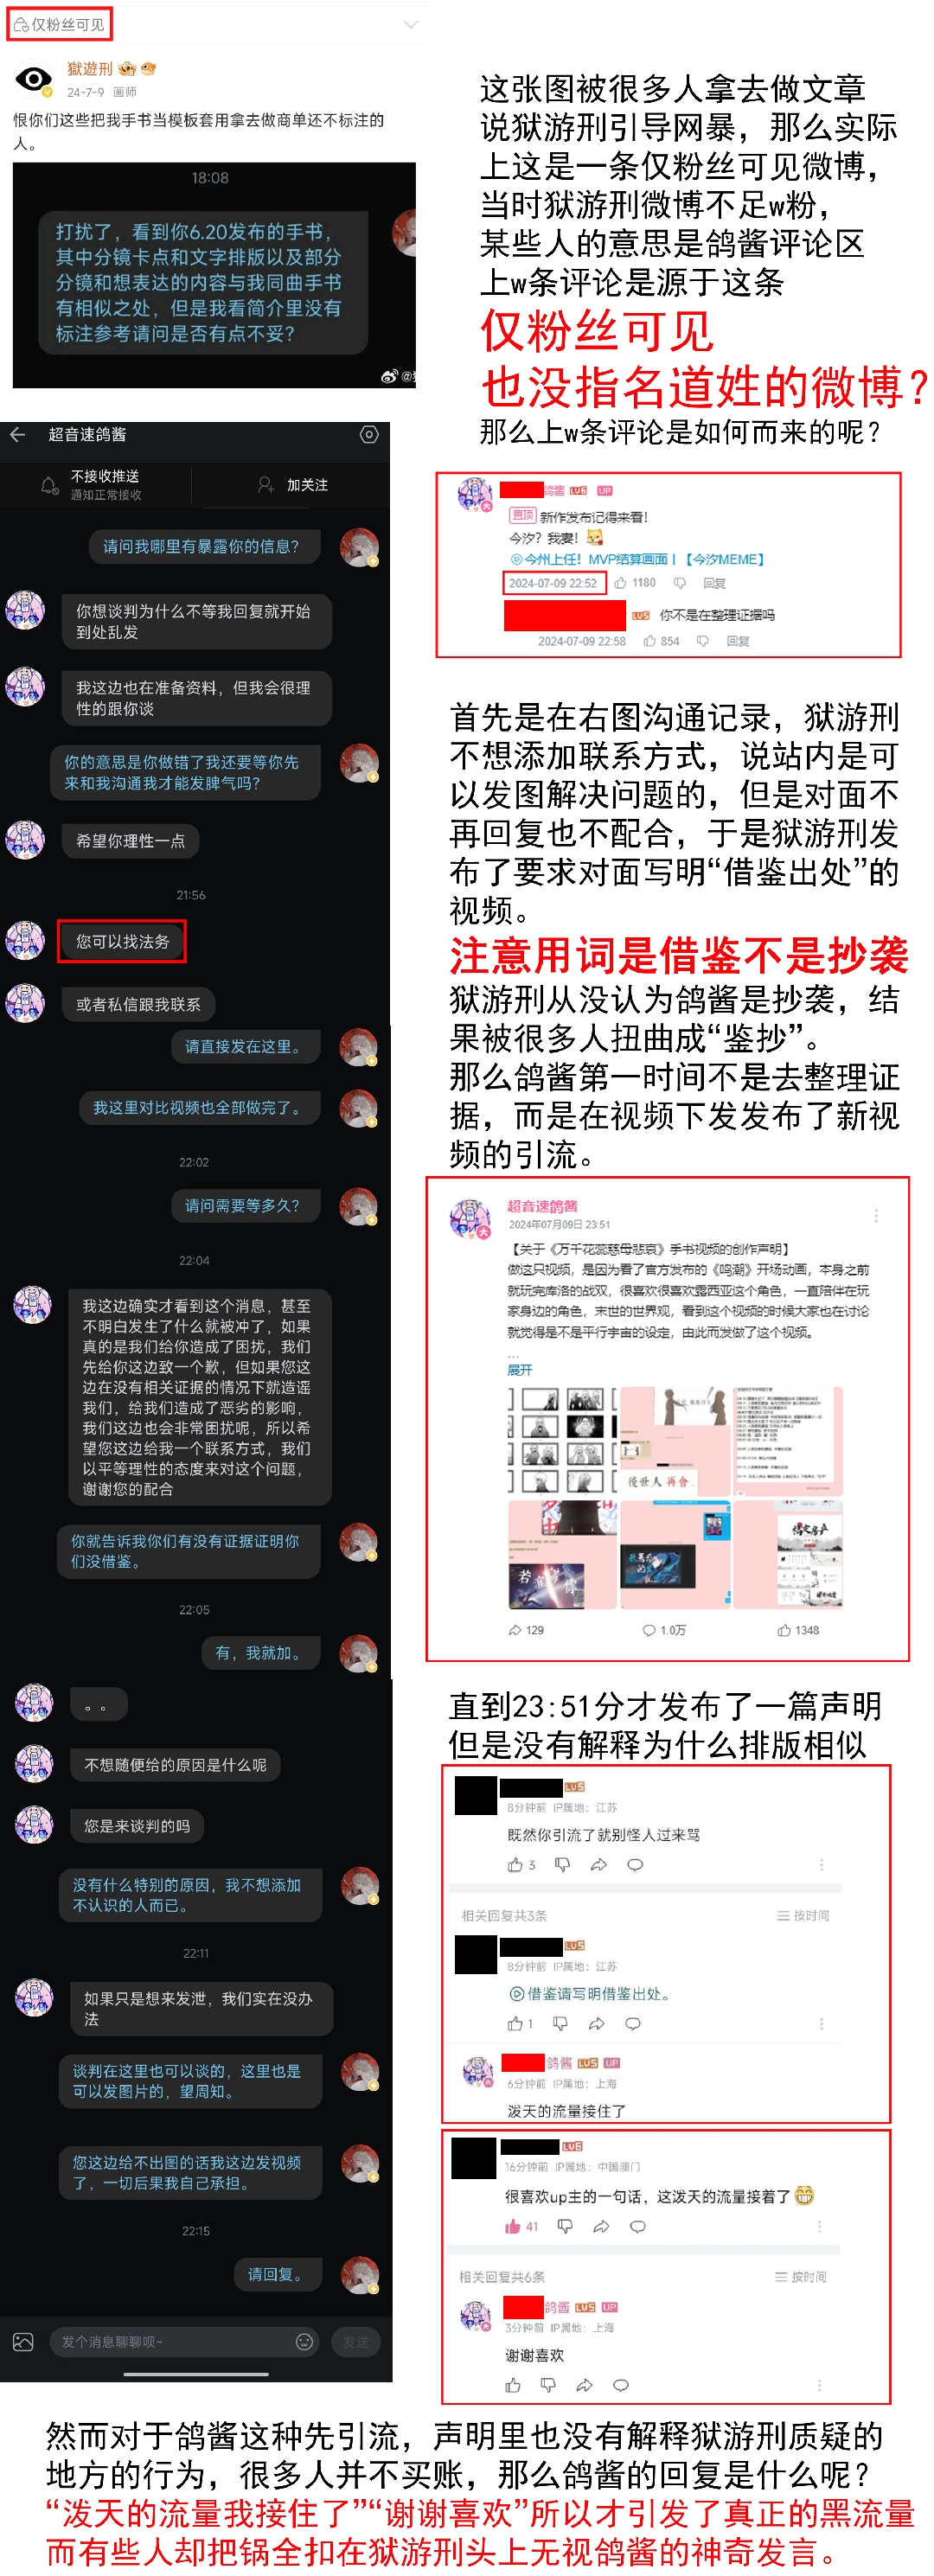 仅粉丝可见
獄遊刑
24-7-9 画师
恨你们这些把我手书当模板套用拿去做商单还不标注的
人。
18:08
打扰了，看到你6.20发布的手书，
其中分镜卡点和文字排版以及部分
分镜和想表达的内容与我同曲手书
有相似之处，但是我看简介里没有
标注参考请问是否有点不妥？
这张图被很多人拿去做文章
说狱游刑引导网暴，那么实际
上这是一条仅粉丝可见微博，
当时狱游刑微博不足w粉，
某些人的意思是鸽酱评论区
上w条评论是源于这条
仅粉丝可见
也没指名道姓的微博？
那么上w条评论是如何而来的呢？
超音速鸽酱
不接收推送
通知正常接收
加关注
请问我哪里有暴露你的信息？
你想谈判为什么不等我回复就开始
到处乱发
我这边也在准备资料，但我会很理
性的跟你谈
你的意思是你做错了我还要等你先
来和我沟通我才能发脾气吗？
希望你理性一点
21:56
您可以找法务
或者私信跟我联系
请直接发在这里。
我这里对比视频也全部做完了。
22:02
请问需要等多久？
22:04
我这边确实才看到这个消息，甚至
不明白发生了什么就被冲了，如果
真的是我们给你造成了困扰，我们
先给你这边致一个歉，但如果您这
边在没有相关证据的情况下就造谣
我们，给我们造成了恶劣的影响，
我们这边也会非常困扰呢，所以希
望您这边给我一个联系方式，我们
以平等理性的态度来对这个问题，
谢谢您的配合
你就告诉我你们有没有证据证明你
们没借鉴。
22:05
有，我就加。
。。
不想随便给的原因是什么呢
您是来谈判的吗
没有什么特别的原因，我不想添加
不认识的人而已。
22:11
如果只是想来发泄，我们实在没办
法
谈判在这里也可以谈的，这里也是
可以发图片的，望周知。
您这边给不出图的话我这边发视频
了，一切后果我自己承担。
22:15
请回复。
发个消息聊聊呗~
发送
鸽酱 LV6 UP
置顶 新作发布记得来看！
今汐？我妻！
今州上任！MVP结算画面丨【今汐MEME】
2024-07-09 22:52 1180 回复
LV5 你不是在整理证据吗
2024-07-09 22:58 854 回复
首先是在右图沟通记录，狱游刑
不想添加联系方式，说站内是可
以发图解决问题的，但是对面不
再回复也不配合，于是狱游刑发
布了要求对面写明“借鉴出处”的
视频。
注意用词是借鉴不是抄袭
狱游刑从没认为鸽酱是抄袭，结
果被很多人扭曲成“鉴抄”。
那么鸽酱第一时间不是去整理证
据，而是在视频下发发布了新视
频的引流。
超音速鸽酱
2024年07月09日 23:51
【关于《万千花蕊慈母悲哀》手书视频的创作声明】
做这只视频，是因为看了官方发布的《鸣潮》开场动画，本身之前
就玩完库洛的战双，很喜欢很喜欢露西亚这个角色，一直陪伴在玩
家身边的角色，末世的世界观，看到这个视频的时候大家也在讨论
就觉得是不是平行宇宙的设定，由此而发做了这个视频。
...
展开
後世人 再會
129 1.0万 1348
直到23:51分才发布了一篇声明
但是没有解释为什么排版相似
LV5
8分钟前 IP属地：江苏
既然你引流了就别怪人过来骂
3
相关回复共3条 按时间
LV5
8分钟前 IP属地：江苏
借鉴请写明借鉴出处。
1
鸽酱 LV5 UP
6分钟前 IP属地：上海
泼天的流量接住了
LV6
16分钟前 IP属地：中国澳门
很喜欢up主的一句话，这泼天的流量接着了
41
相关回复共6条 按时间
鸽酱 LV5 UP
3分钟前 IP属地：上海
谢谢喜欢
然而对于鸽酱这种先引流，声明里也没有解释狱游刑质疑的
地方的行为，很多人并不买账，那么鸽酱的回复是什么呢？
“泼天的流量我接住了”“谢谢喜欢”所以才引发了真正的黑流量
而有些人却把锅全扣在狱游刑头上无视鸽酱的神奇发言。